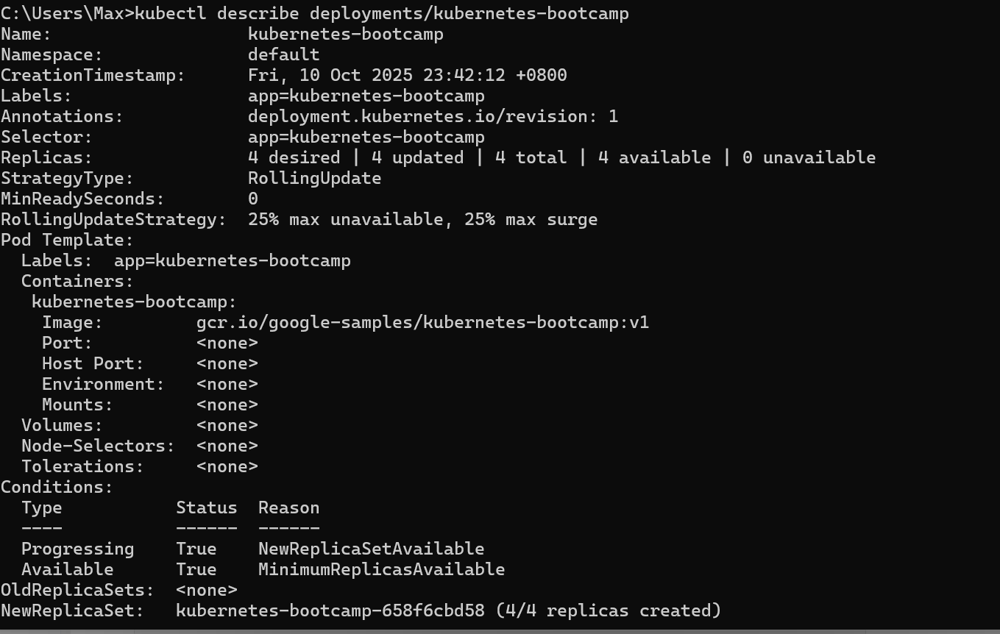 C:\Users\Max>kubectl describe deployments/kubernetes-bootcamp
Name:                   kubernetes-bootcamp
Namespace:              default
CreationTimestamp:      Fri, 10 Oct 2025 23:42:12 +0800
Labels:                 app=kubernetes-bootcamp
Annotations:            deployment.kubernetes.io/revision: 1
Selector:               app=kubernetes-bootcamp
Replicas:               4 desired | 4 updated | 4 total | 4 available | 0 unavailable
StrategyType:           RollingUpdate
MinReadySeconds:        0
RollingUpdateStrategy:  25% max unavailable, 25% max surge
Pod Template:
  Labels:  app=kubernetes-bootcamp
  Containers:
   kubernetes-bootcamp:
    Image:         gcr.io/google-samples/kubernetes-bootcamp:v1
    Port:          <none>
    Host Port:     <none>
    Environment:   <none>
    Mounts:        <none>
  Volumes:         <none>
  Node-Selectors:  <none>
  Tolerations:     <none>
Conditions:
  Type           Status  Reason
  ----           ------  ------
  Progressing    True    NewReplicaSetAvailable
  Available      True    MinimumReplicasAvailable
OldReplicaSets:  <none>
NewReplicaSet:   kubernetes-bootcamp-658f6cbd58 (4/4 replicas created)